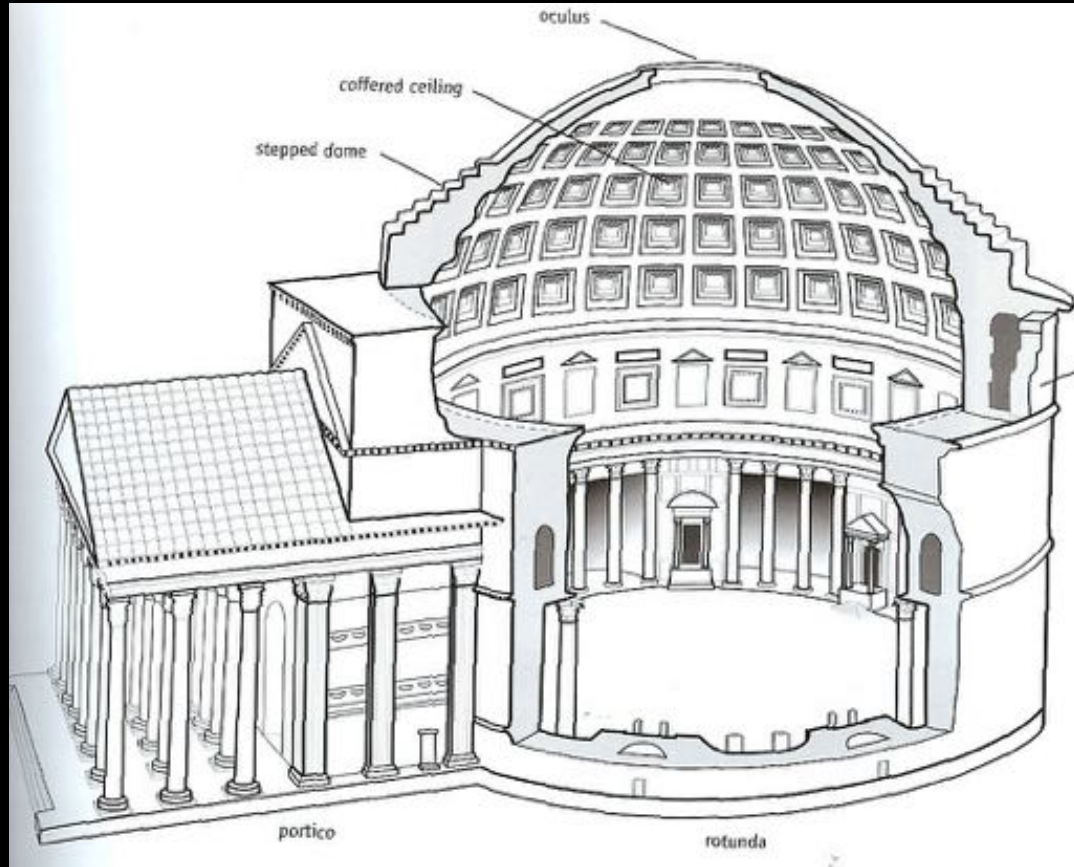 oculus
coffered ceiling
stepped dome
portico
rotunda